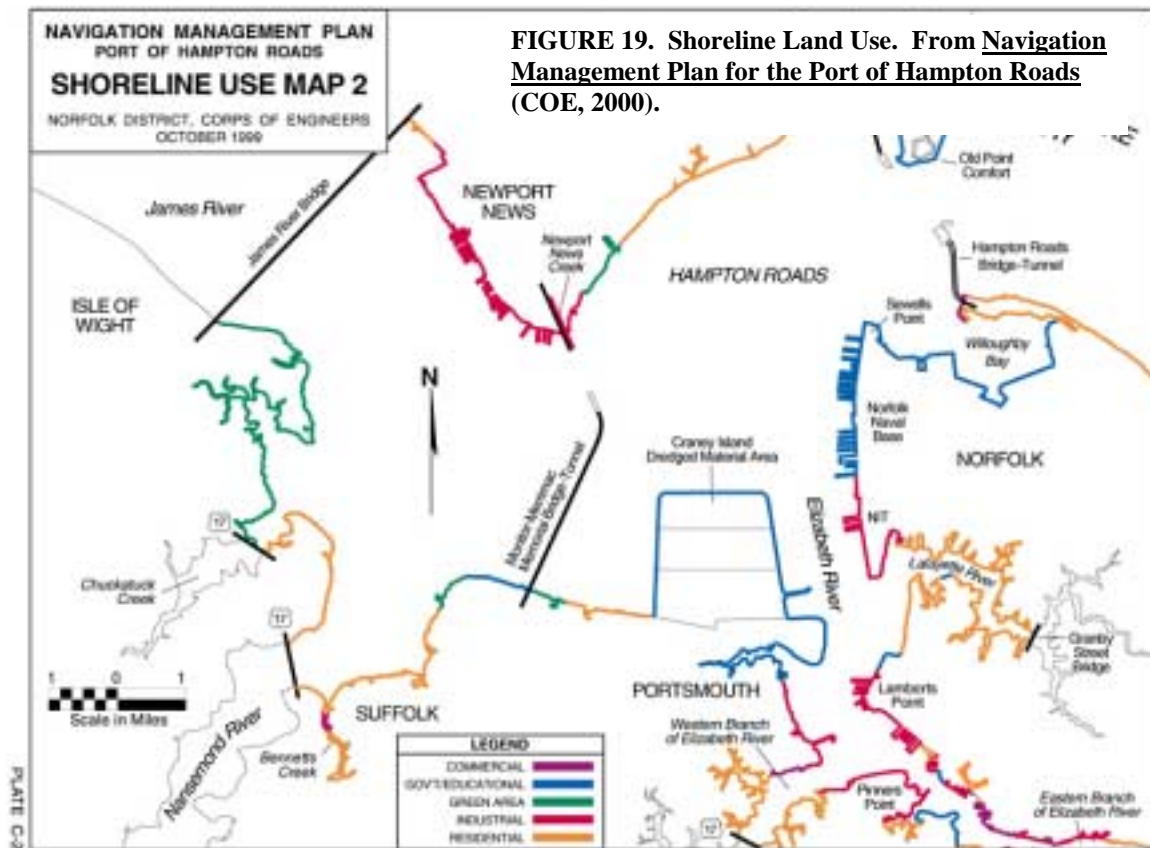 NAVIGATION MANAGEMENT PLAN
PORT OF HAMPTON ROADS
SHORELINE USE MAP 2
NORFOLK DISTRICT, CORPS OF ENGINEERS
OCTOBER 1999
FIGURE 19. Shoreline Land Use. From Navigation
Management Plan for the Port of Hampton Roads
(COE, 2000).
Old Point
Comfort
James River
James River Bridge
NEWPORT
NEWS
Newport
News
Creek
HAMPTON ROADS
Hampton Roads
Bridge-Tunnel
ISLE OF
WIGHT
Sewells
Point
Willoughby
Bay
N
Norfolk
Naval
Base
NORFOLK
Craney Island
Dredged Material Area
Monitor-Merrimac
Memorial Bridge-Tunnel
Elizabeth River
NIT
Lafayette River
Chuckatuck
Creek
17
17
Granby
Street
Bridge
1 0 1
Scale in Miles
PORTSMOUTH
Lamberts
Point
SUFFOLK
Western Branch
of Elizabeth River
Nansemond River
Bennetts
Creek
LEGEND
COMMERCIAL
GOV'T/EDUCATIONAL
GREEN AREA
INDUSTRIAL
RESIDENTIAL
Pinners
Point
Eastern Branch
of Elizabeth River
17